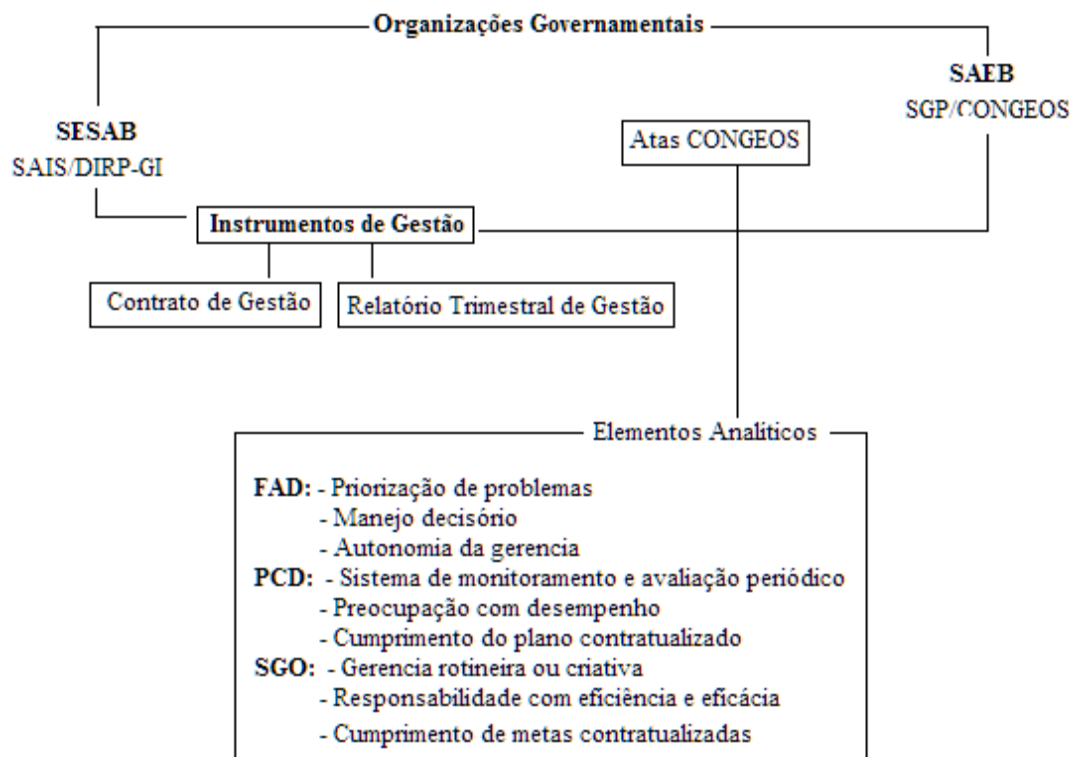 Organizações Governamentais
SAEB
SGP/CONGEOS
SESAB
SAIS/DIRP-GI
Atas CONGEOS
Instrumentos de Gestão
Contrato de Gestão
Relatório Trimestral de Gestão
Elementos Analíticos
FAD: - Priorização de problemas
- Manejo decisório
- Autonomia da gerencia
PCD: - Sistema de monitoramento e avaliação periódico
- Preocupação com desempenho
- Cumprimento do plano contratualizado
SGO: - Gerencia rotineira ou criativa
- Responsabilidade com eficiência e eficácia
- Cumprimento de metas contratualizadas